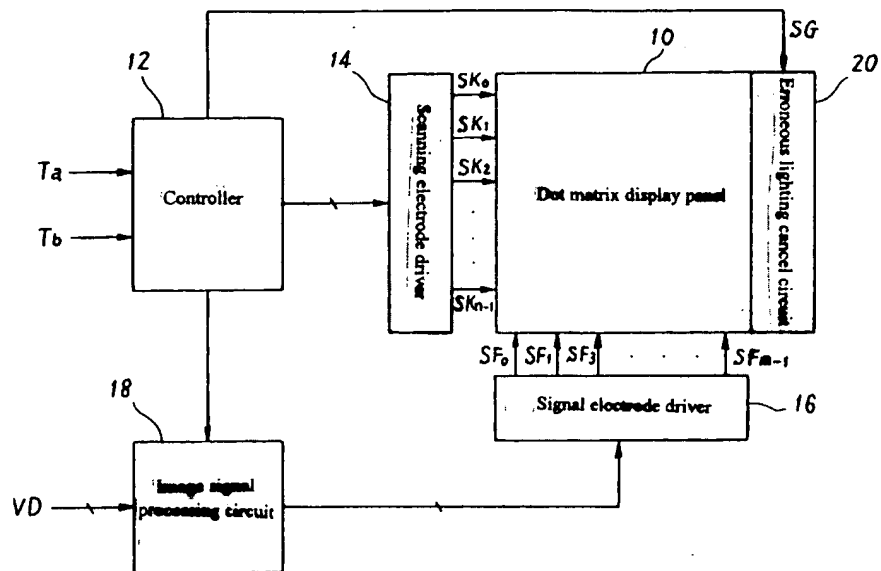 SG
12
14
10
20
SK₀
SK₁
SK₂
SKₙ₋₁
Ta
Tb
Controller
Scanning electrode driver
Dot matrix display panel
Erroneous lighting cancel circuit
SF₀ SF₁ SF₃ . . . . SFm-1
Signal electrode driver
16
18
VD
Image signal
processing circuit